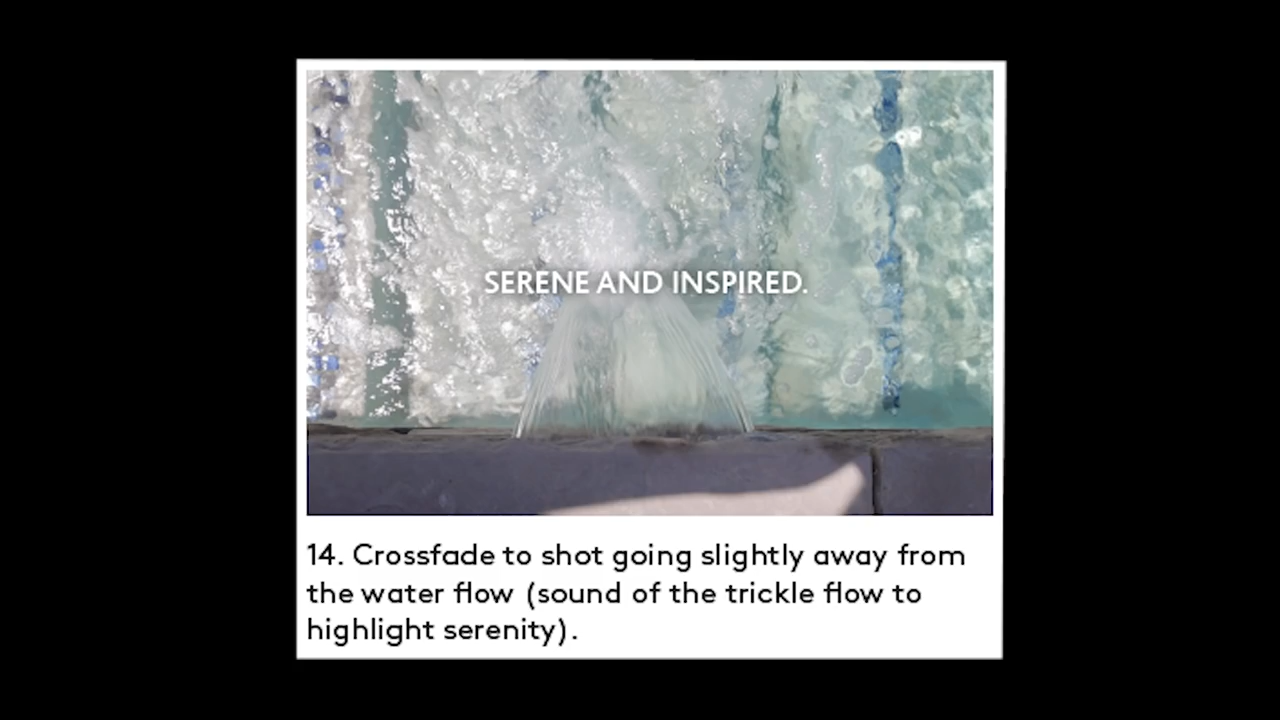 SERENE AND INSPIRED.
14. Crossfade to shot going slightly away from
the water flow (sound of the trickle flow to
highlight serenity).